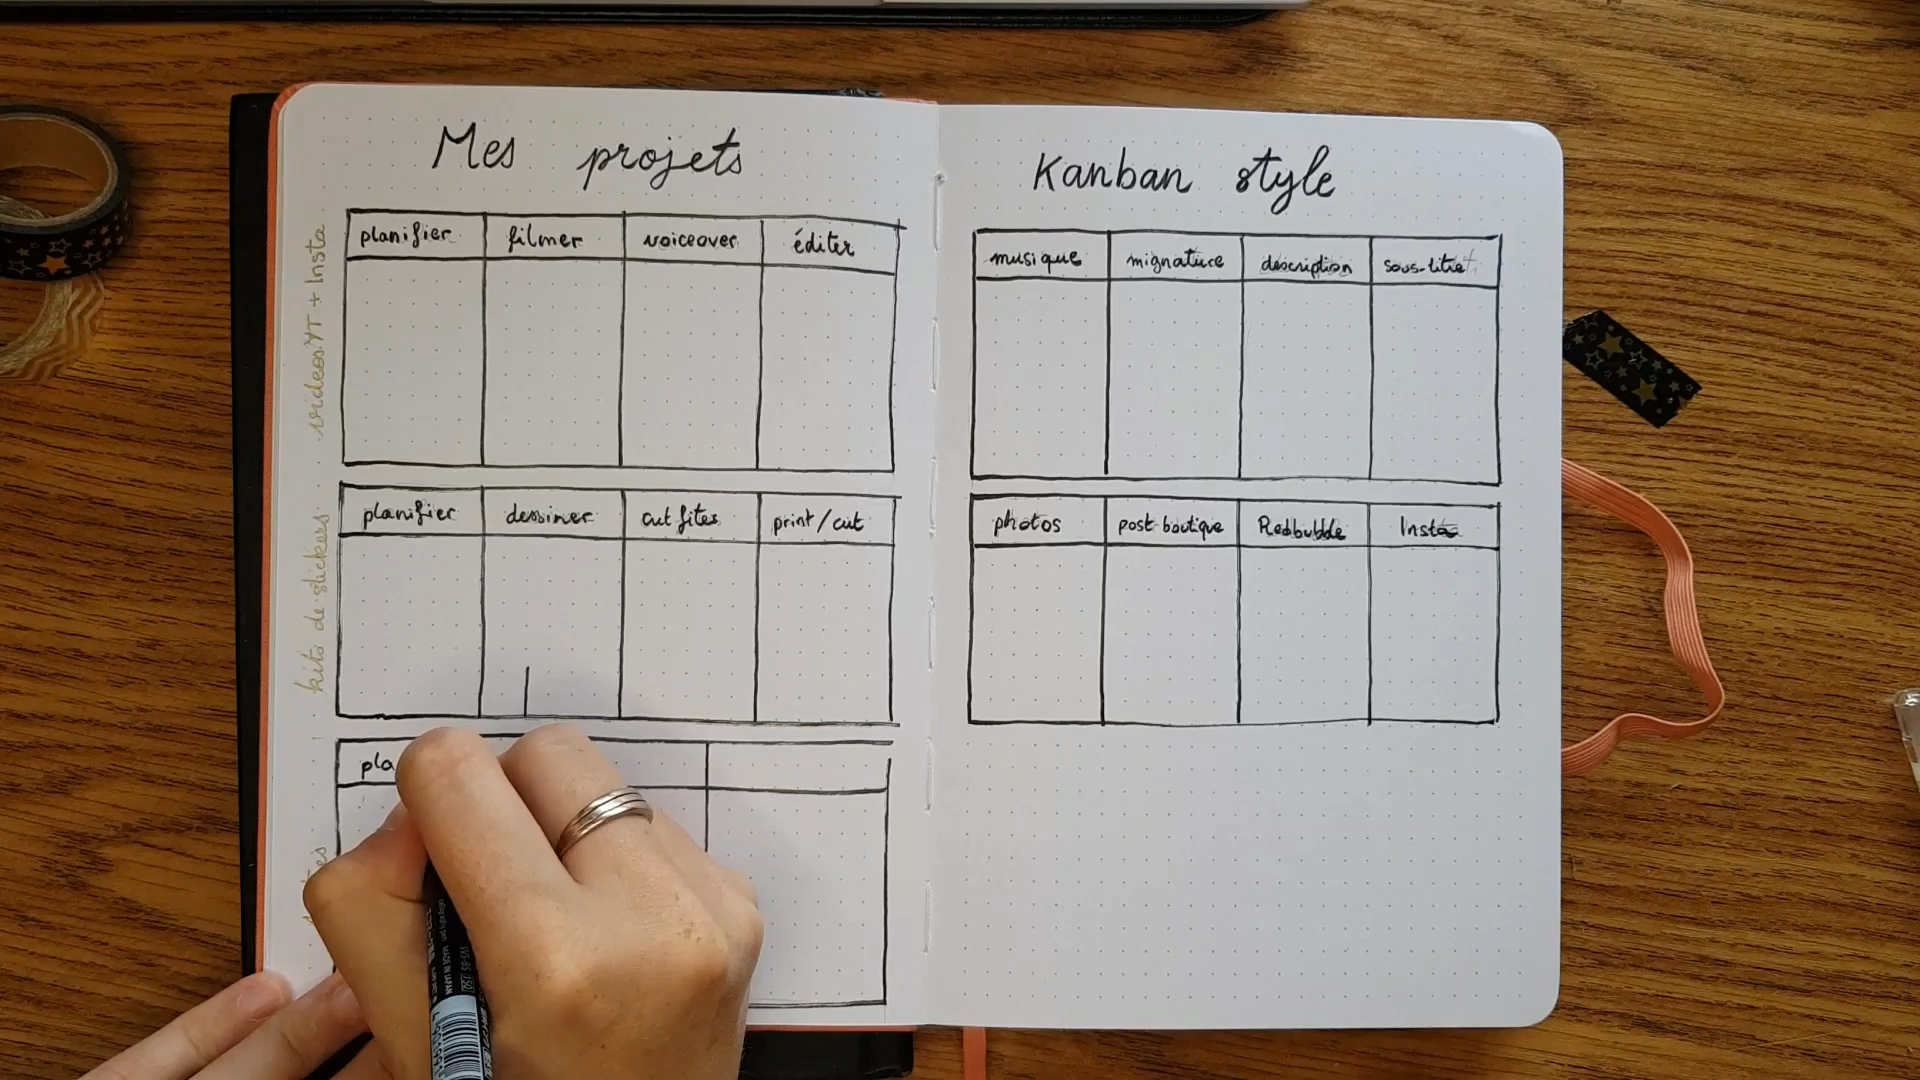 Mes projets
planifier filmer voiceover éditer
videos YT + Insta
planifier dessiner cut files print/cut
kits de stickers
pla
Kanban style
musique mignature description sous-titre
photos post boutique Redbubble Insta